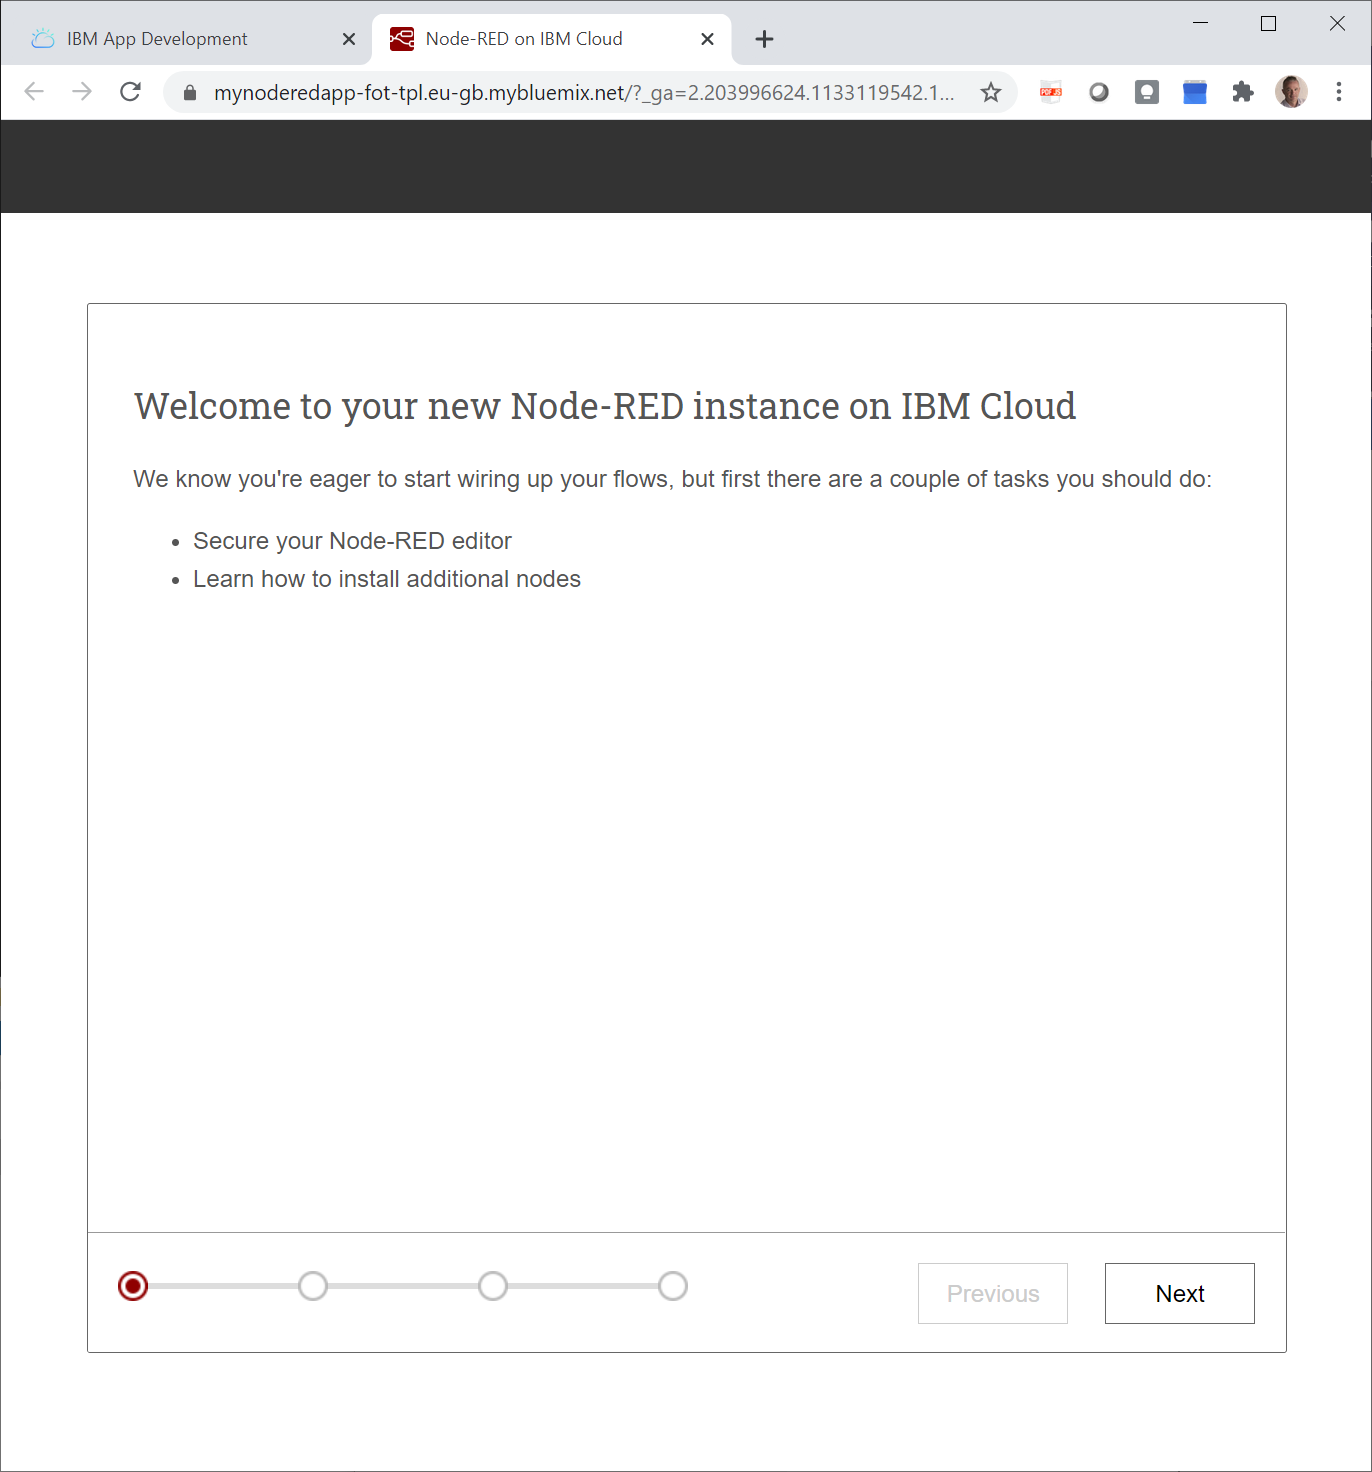 IBM App Development
Node-RED on IBM Cloud
mynoderedapp-fot-tpl.eu-gb.mybluemix.net/?_ga=2.203996624.1133119542.1...
PDF JS
Welcome to your new Node-RED instance on IBM Cloud
We know you're eager to start wiring up your flows, but first there are a couple of tasks you should do:
• Secure your Node-RED editor
• Learn how to install additional nodes
Previous
Next